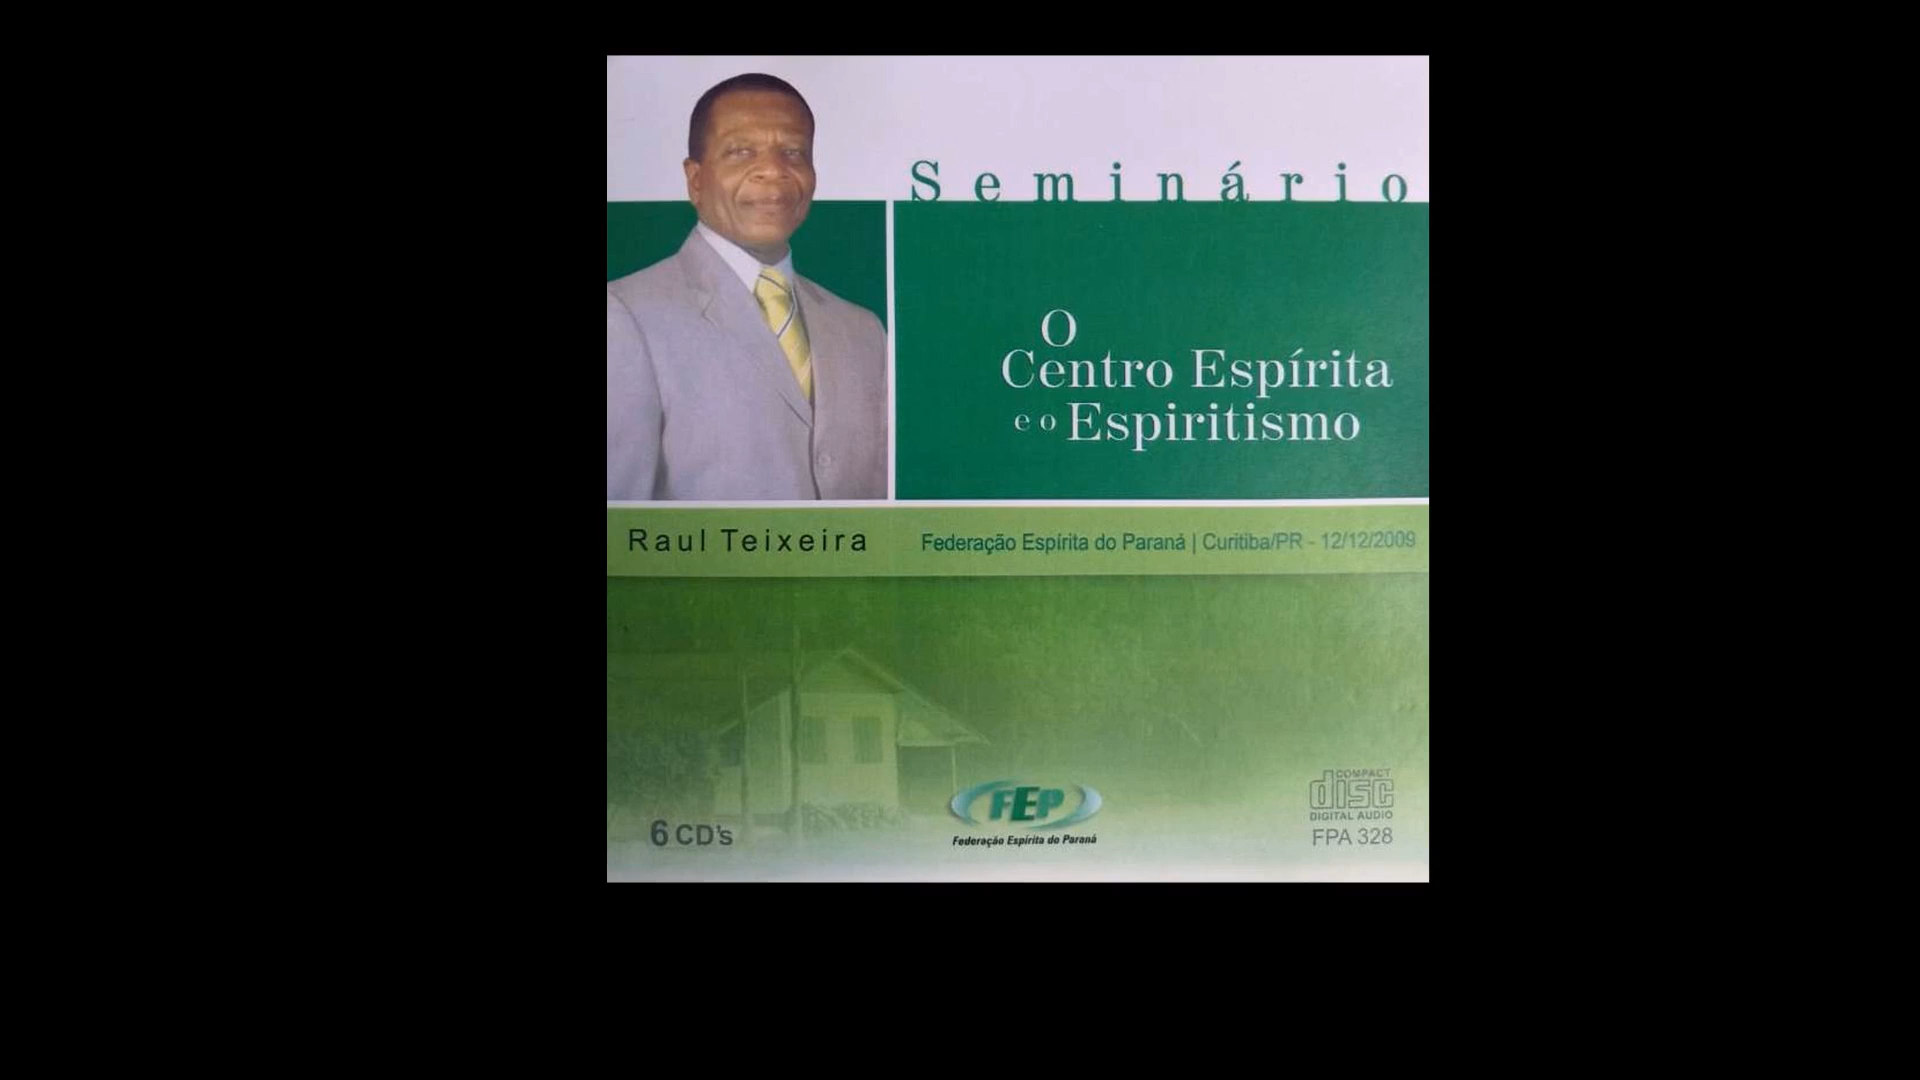 Seminário
O
Centro Espírita
e o Espiritismo
Raul Teixeira
Federação Espírita do Paraná | Curitiba/PR - 12/12/2009
6 CD's
FEP
Federação Espírita do Paraná
COMPACT
disc
DIGITAL AUDIO
FPA 328